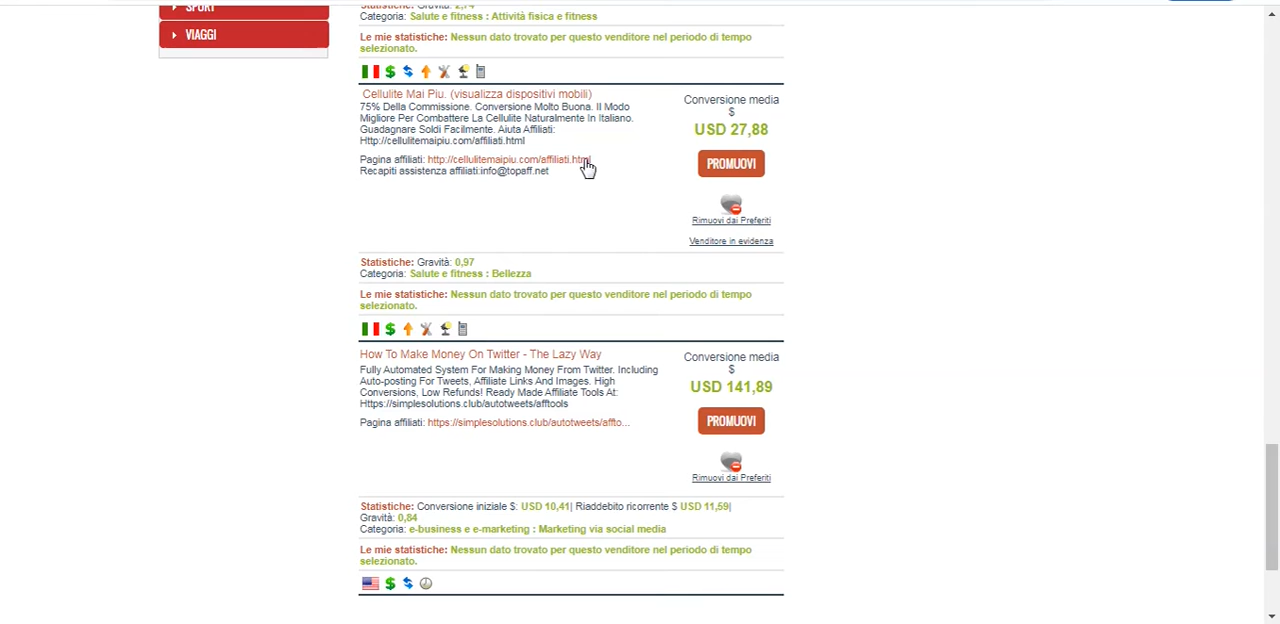 SPORT
VIAGGI
Statistiche: Gravità: 2,74
Categoria: Salute e fitness : Attività fisica e fitness
Le mie statistiche: Nessun dato trovato per questo venditore nel periodo di tempo
selezionato.
Cellulite Mai Piu. (visualizza dispositivi mobili)
75% Della Commissione. Conversione Molto Buona. Il Modo
Migliore Per Combattere La Cellulite Naturalmente In Italiano.
Guadagnare Soldi Facilmente. Aiuta Affiliati:
Http://cellulitemaipiu.com/affiliati.html
Pagina affiliati: http://cellulitemaipiu.com/affiliati.html
Recapiti assistenza affiliati:info@topaff.net
Conversione media
$
USD 27,88
PROMUOVI
Rimuovi dai Preferiti
Venditore in evidenza
Statistiche: Gravità: 0,97
Categoria: Salute e fitness : Bellezza
Le mie statistiche: Nessun dato trovato per questo venditore nel periodo di tempo
selezionato.
How To Make Money On Twitter - The Lazy Way
Fully Automated System For Making Money From Twitter. Including
Auto-posting For Tweets, Affiliate Links And Images. High
Conversions, Low Refunds! Ready Made Affiliate Tools At:
Https://simplesolutions.club/autotweets/afftools
Pagina affiliati: https://simplesolutions.club/autotweets/affto...
Conversione media
$
USD 141,89
PROMUOVI
Rimuovi dai Preferiti
Statistiche: Conversione iniziale $: USD 10,41| Riaddebito ricorrente $ USD 11,59|
Gravità: 0,84
Categoria: e-business e e-marketing : Marketing via social media
Le mie statistiche: Nessun dato trovato per questo venditore nel periodo di tempo
selezionato.